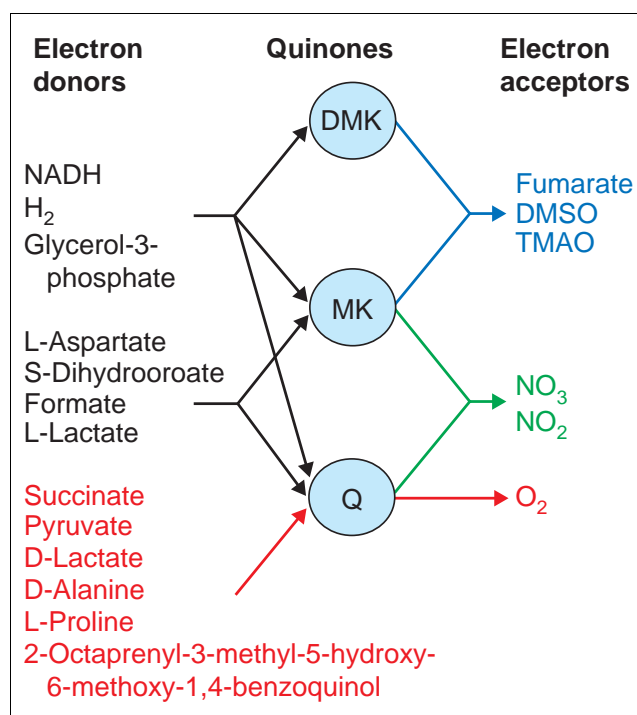 Electron
donors
Quinones
Electron
acceptors
DMK
NADH
H₂
Glycerol-3-
phosphate
Fumarate
DMSO
TMAO
MK
L-Aspartate
S-Dihydrooroate
Formate
L-Lactate
NO₃
NO₂
Q
O₂
Succinate
Pyruvate
D-Lactate
D-Alanine
L-Proline
2-Octaprenyl-3-methyl-5-hydroxy-
6-methoxy-1,4-benzoquinol